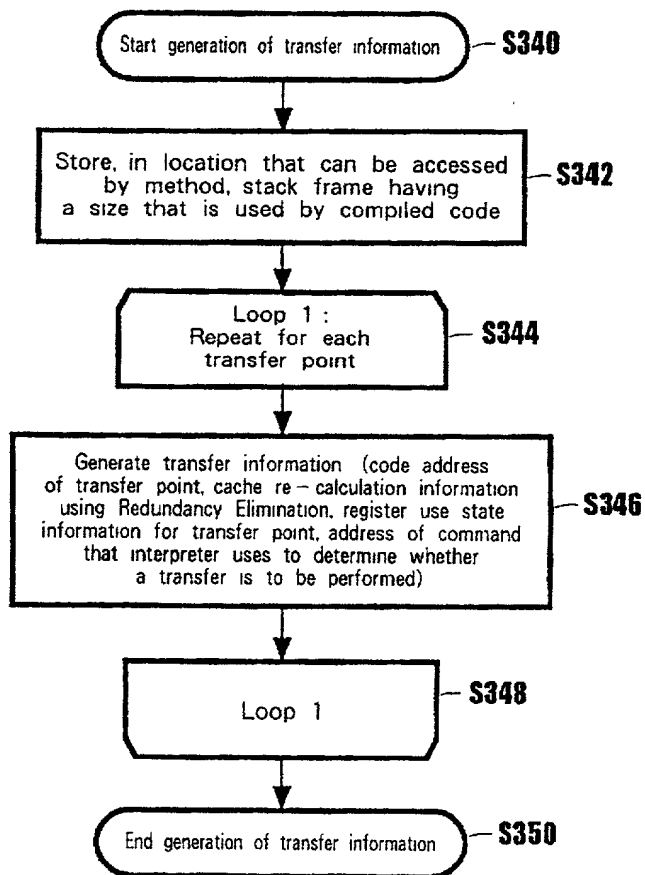 Start generation of transfer information
S340
Store, in location that can be accessed
by method, stack frame having
a size that is used by compiled code
S342
Loop 1 :
Repeat for each
transfer point
S344
Generate transfer information (code address
of transfer point, cache re-calculation information
using Redundancy Elimination, register use state
information for transfer point, address of command
that interpreter uses to determine whether
a transfer is to be performed)
S346
Loop 1
S348
End generation of transfer information
S350